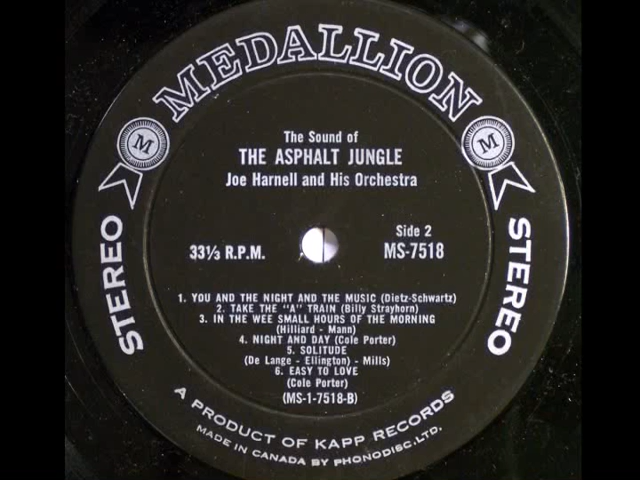 MEDALLION
M
M
The Sound of
THE ASPHALT JUNGLE
Joe Harnell and His Orchestra
STEREO
STEREO
33⅓ R.P.M.
Side 2
MS-7518
1. YOU AND THE NIGHT AND THE MUSIC (Dietz-Schwartz)
2. TAKE THE "A" TRAIN (Billy Strayhorn)
3. IN THE WEE SMALL HOURS OF THE MORNING
(Hilliard - Mann)
4. NIGHT AND DAY (Cole Porter)
5. SOLITUDE
(De Lange - Ellington - Mills)
6. EASY TO LOVE
(Cole Porter)
(MS-1-7518-B)
A PRODUCT OF KAPP RECORDS
MADE IN CANADA BY PHONODISC, LTD.